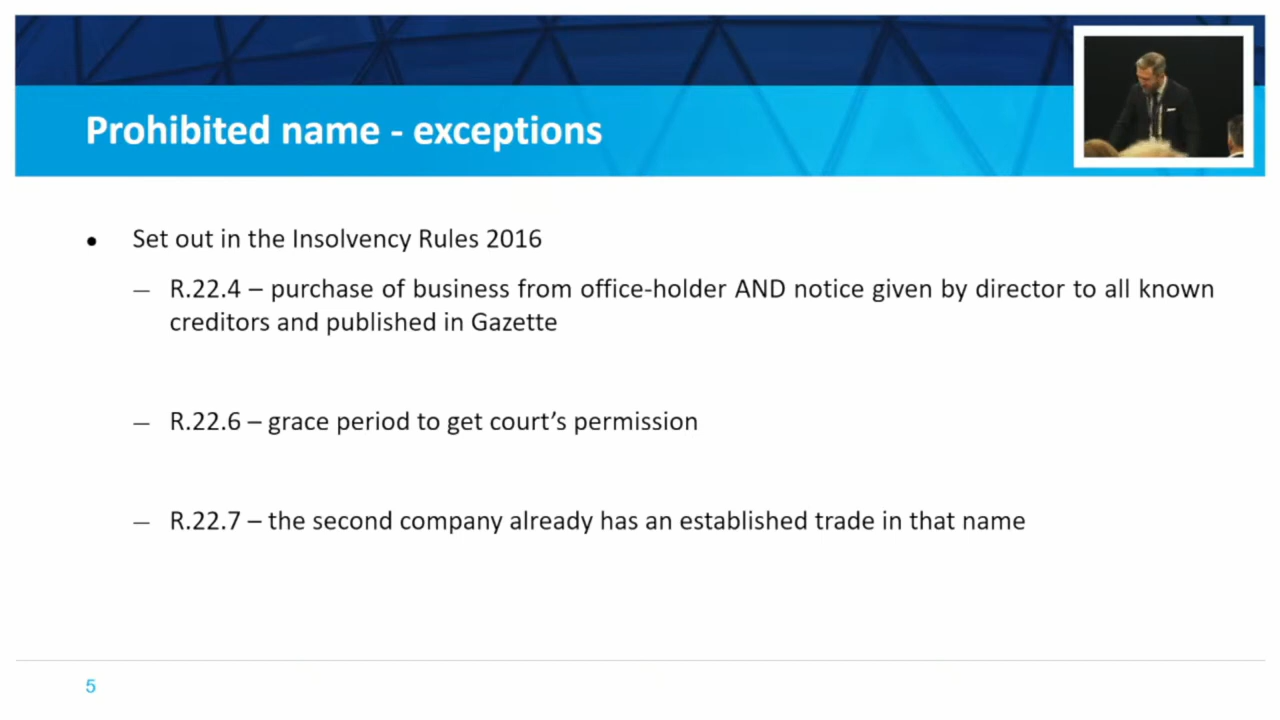 Prohibited name - exceptions
• Set out in the Insolvency Rules 2016
– R.22.4 – purchase of business from office-holder AND notice given by director to all known
creditors and published in Gazette
– R.22.6 – grace period to get court’s permission
– R.22.7 – the second company already has an established trade in that name
5